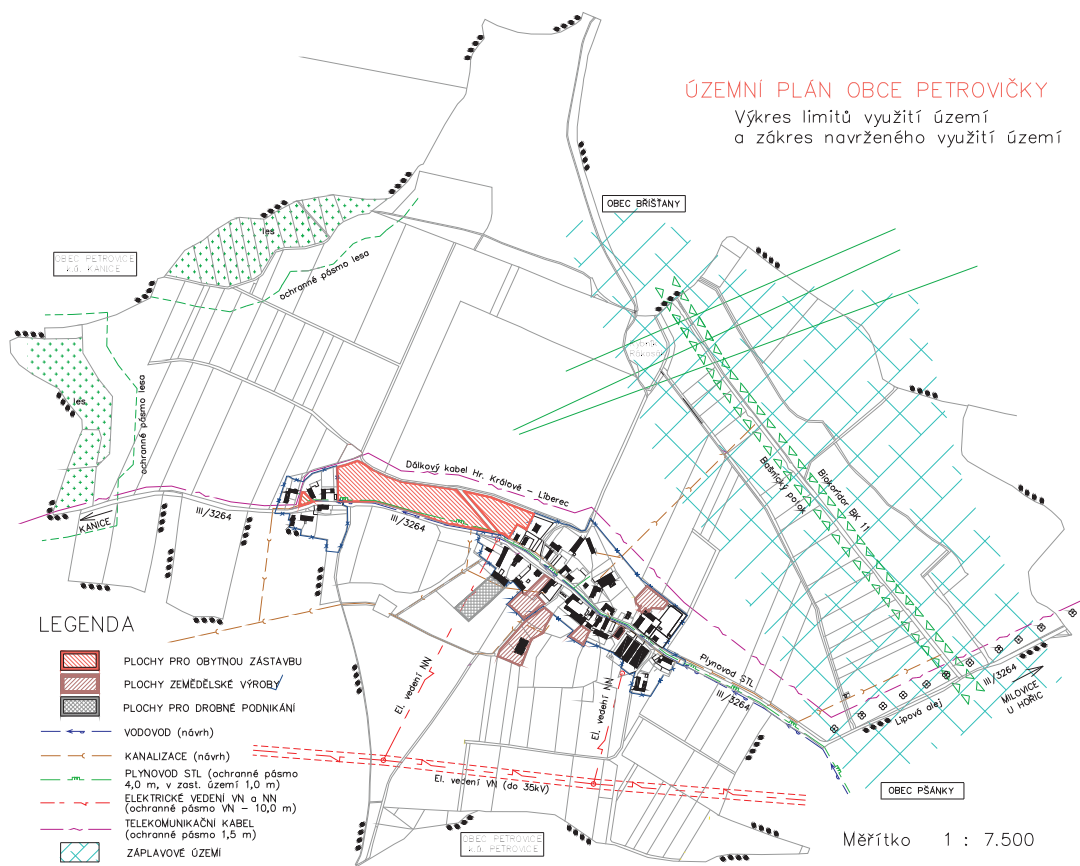 ÚZEMNÍ PLÁN OBCE PETROVIČKY
Výkres limitů využití území
a zákres navrženého využití území
OBEC BŘÍŠŤANY
OBEC PETROVICE
k.ú. KANICE
les
ochranné pásmo lesa
les
ochranné pásmo lesa
Dálkový kabel Hr. Králové - Liberec
Bašnický potok
Biokoridor BK 11
KANICE
III/3264
III/3264
Plynovod STL
III/3264
III/3264
Lipová alej
MILOVICE
U HOŘIC
El. vedení NN
El. vedení NN
El. vedení VN (do 35kV)
OBEC PŠÁNKY
OBEC PETROVICE
k.ú. PETROVICE
LEGENDA
PLOCHY PRO OBYTNOU ZÁSTAVBU
PLOCHY ZEMĚDĚLSKÉ VÝROBY
PLOCHY PRO DROBNÉ PODNIKÁNÍ
VODOVOD (návrh)
KANALIZACE (návrh)
PLYNOVOD STL (ochranné pásmo
4,0 m, v zast. území 1,0 m)
ELEKTRICKÉ VEDENÍ VN a NN
(ochranné pásmo VN - 10,0 m)
TELEKOMUNIKAČNÍ KABEL
(ochranné pásmo 1,5 m)
ZÁPLAVOVÉ ÚZEMÍ
Měřítko 1 : 7.500